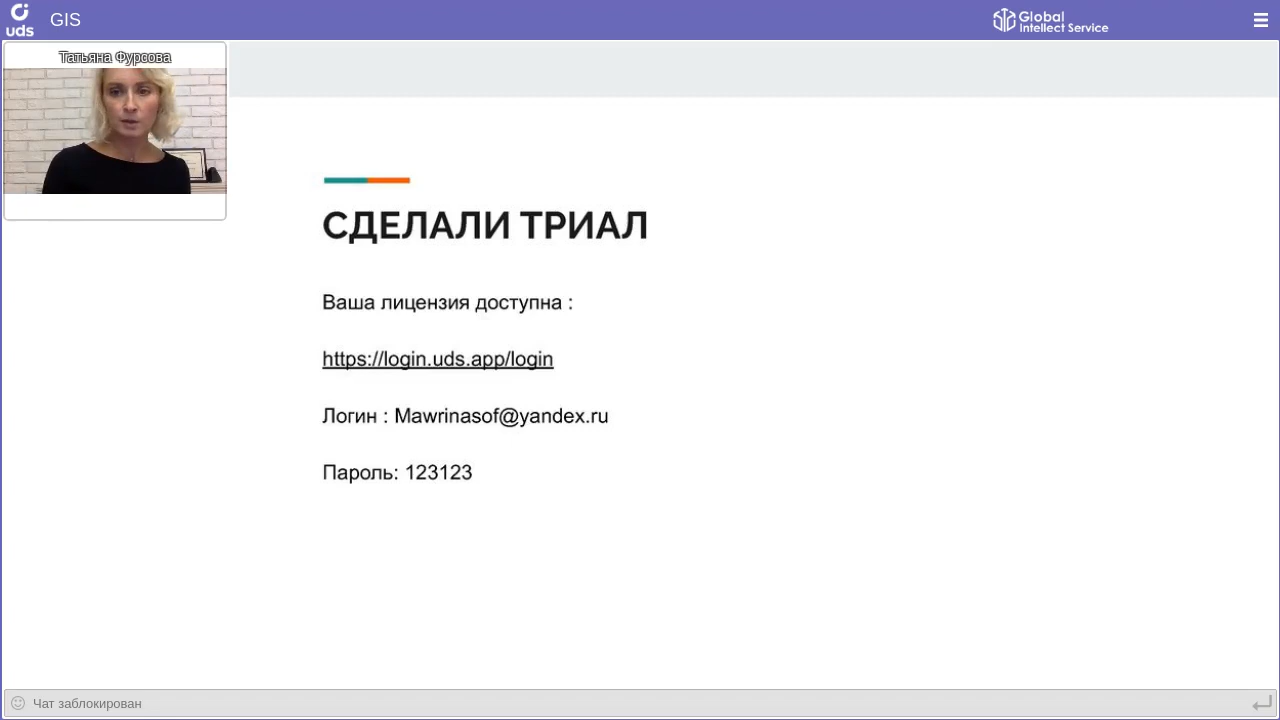 uds
GIS
Global
Intellect Service
Татьяна Фурсова
СДЕЛАЛИ ТРИАЛ
Ваша лицензия доступна :
https://login.uds.app/login
Логин : Mawrinasof@yandex.ru
Пароль: 123123
Чат заблокирован